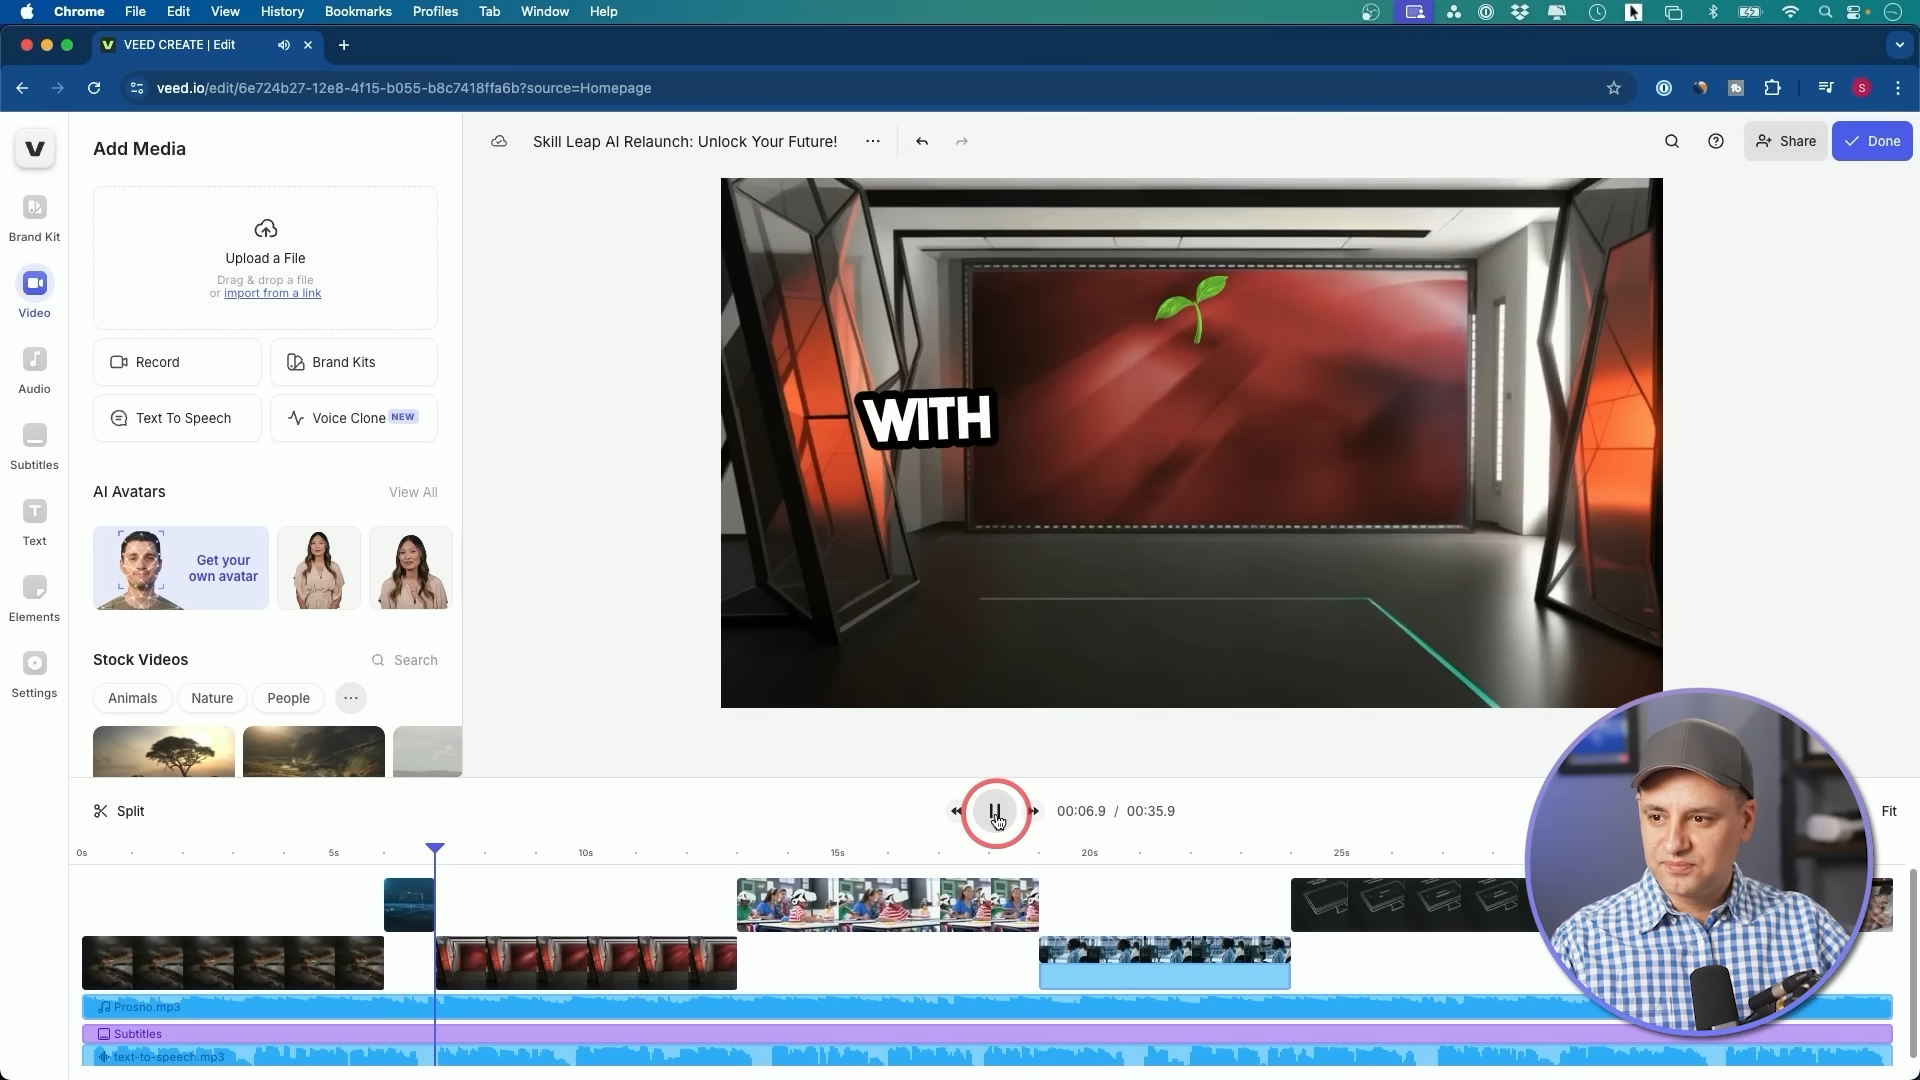 Chrome File Edit View History Bookmarks Profiles Tab Window Help
VEED CREATE | Edit
veed.io/edit/6e724b27-12e8-4f15-b055-b8c7418ffa6b?source=Homepage
S
Add Media
Skill Leap AI Relaunch: Unlock Your Future!
Share
Done
Upload a File
Drag & drop a file
or import from a link
Record
Brand Kits
Text To Speech
Voice Clone NEW
AI Avatars
View All
Get your
own avatar
Stock Videos
Search
Animals
Nature
People
Brand Kit
Video
Audio
Subtitles
Text
Elements
Settings
WITH
Split
00:06.9 / 00:35.9
Fit
0s 5s 10s 15s 20s 25s
Prosno.mp3
Subtitles
text-to-speech.mp3